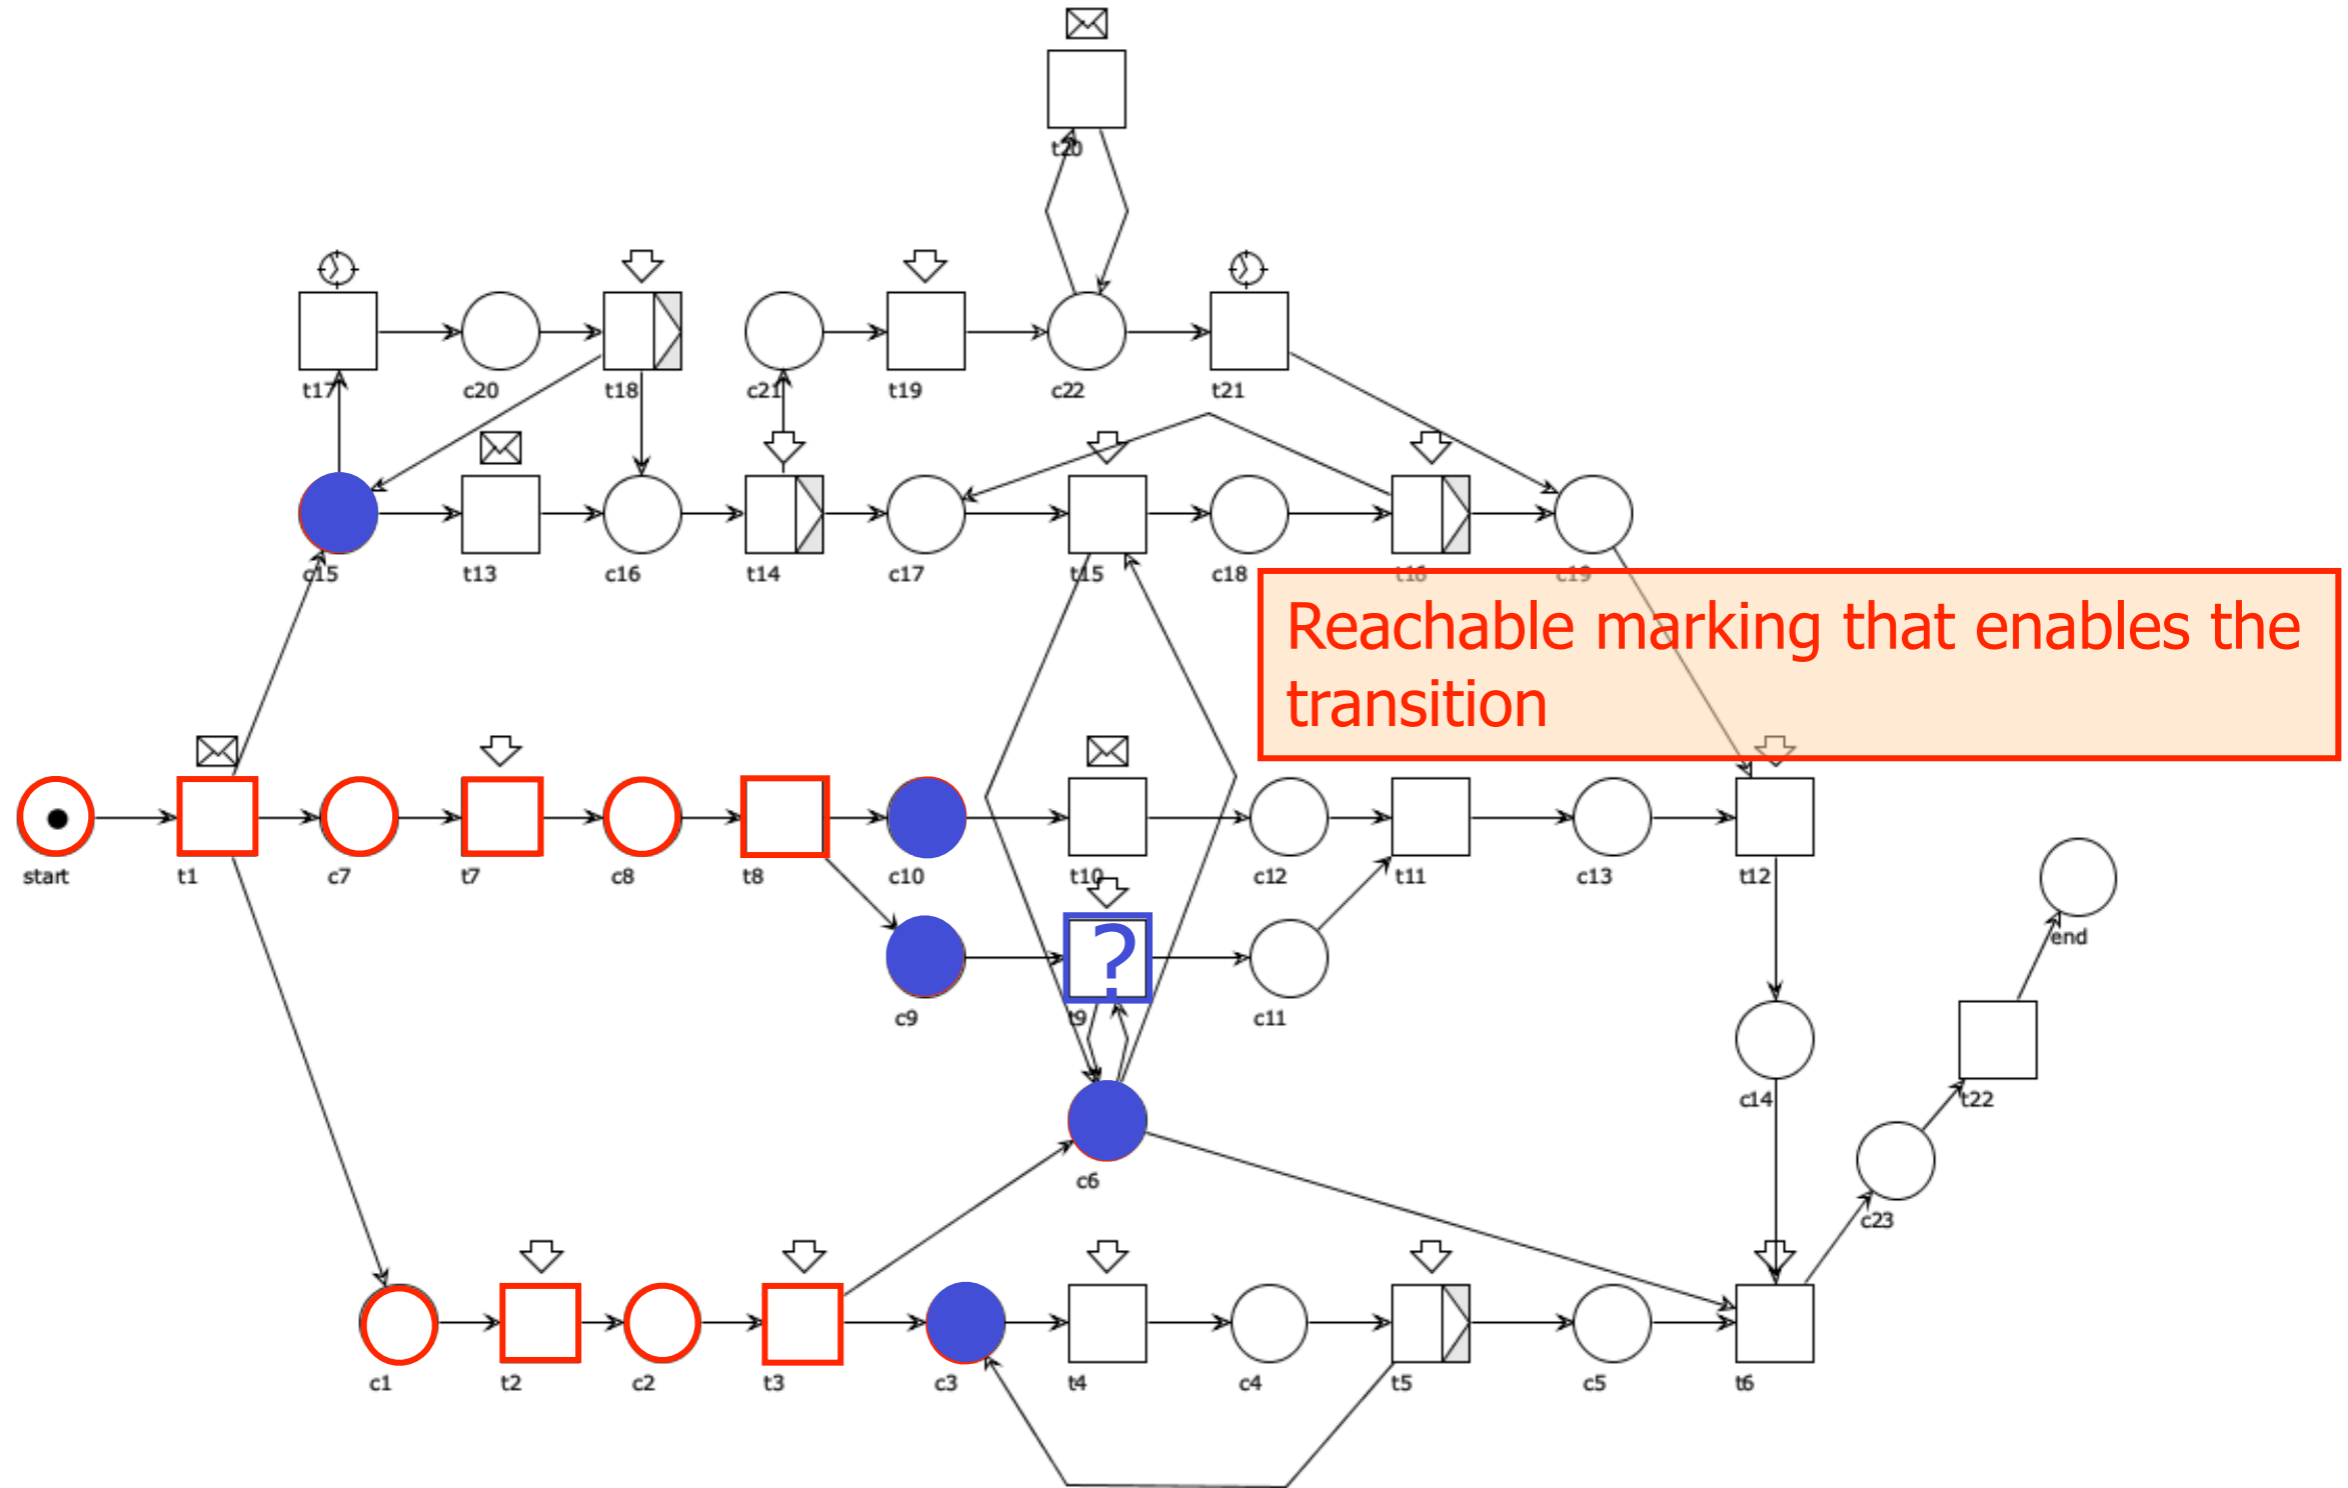 t20
t17
c20
t18
c21
t19
c22
t21
c15
t13
c16
t14
c17
t15
c18
t16
c19
Reachable marking that enables the
transition
start
t1
c7
t7
c8
t8
c10
t10
c12
t11
c13
t12
?
end
c9
t9
c11
c14
t22
c6
c23
c1
t2
c2
t3
c3
t4
c4
t5
c5
t6